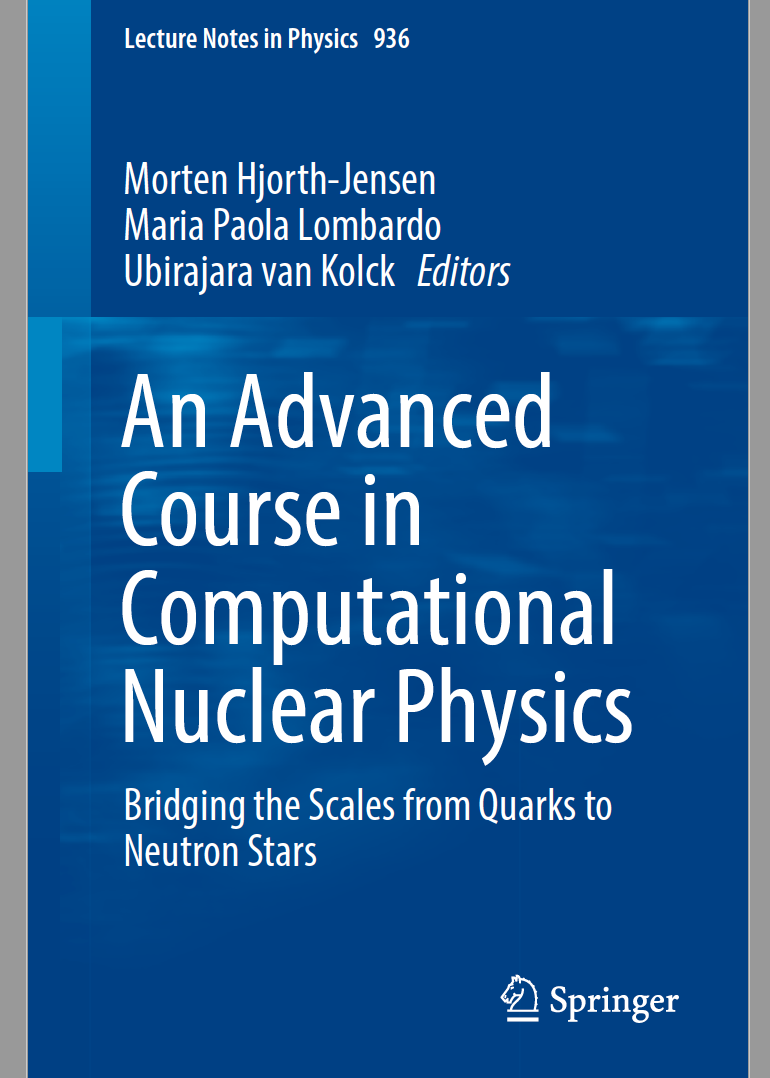 Lecture Notes in Physics 936
Morten Hjorth-Jensen
Maria Paola Lombardo
Ubirajara van Kolck Editors
An Advanced
Course in
Computational
Nuclear Physics
Bridging the Scales from Quarks to
Neutron Stars
Springer